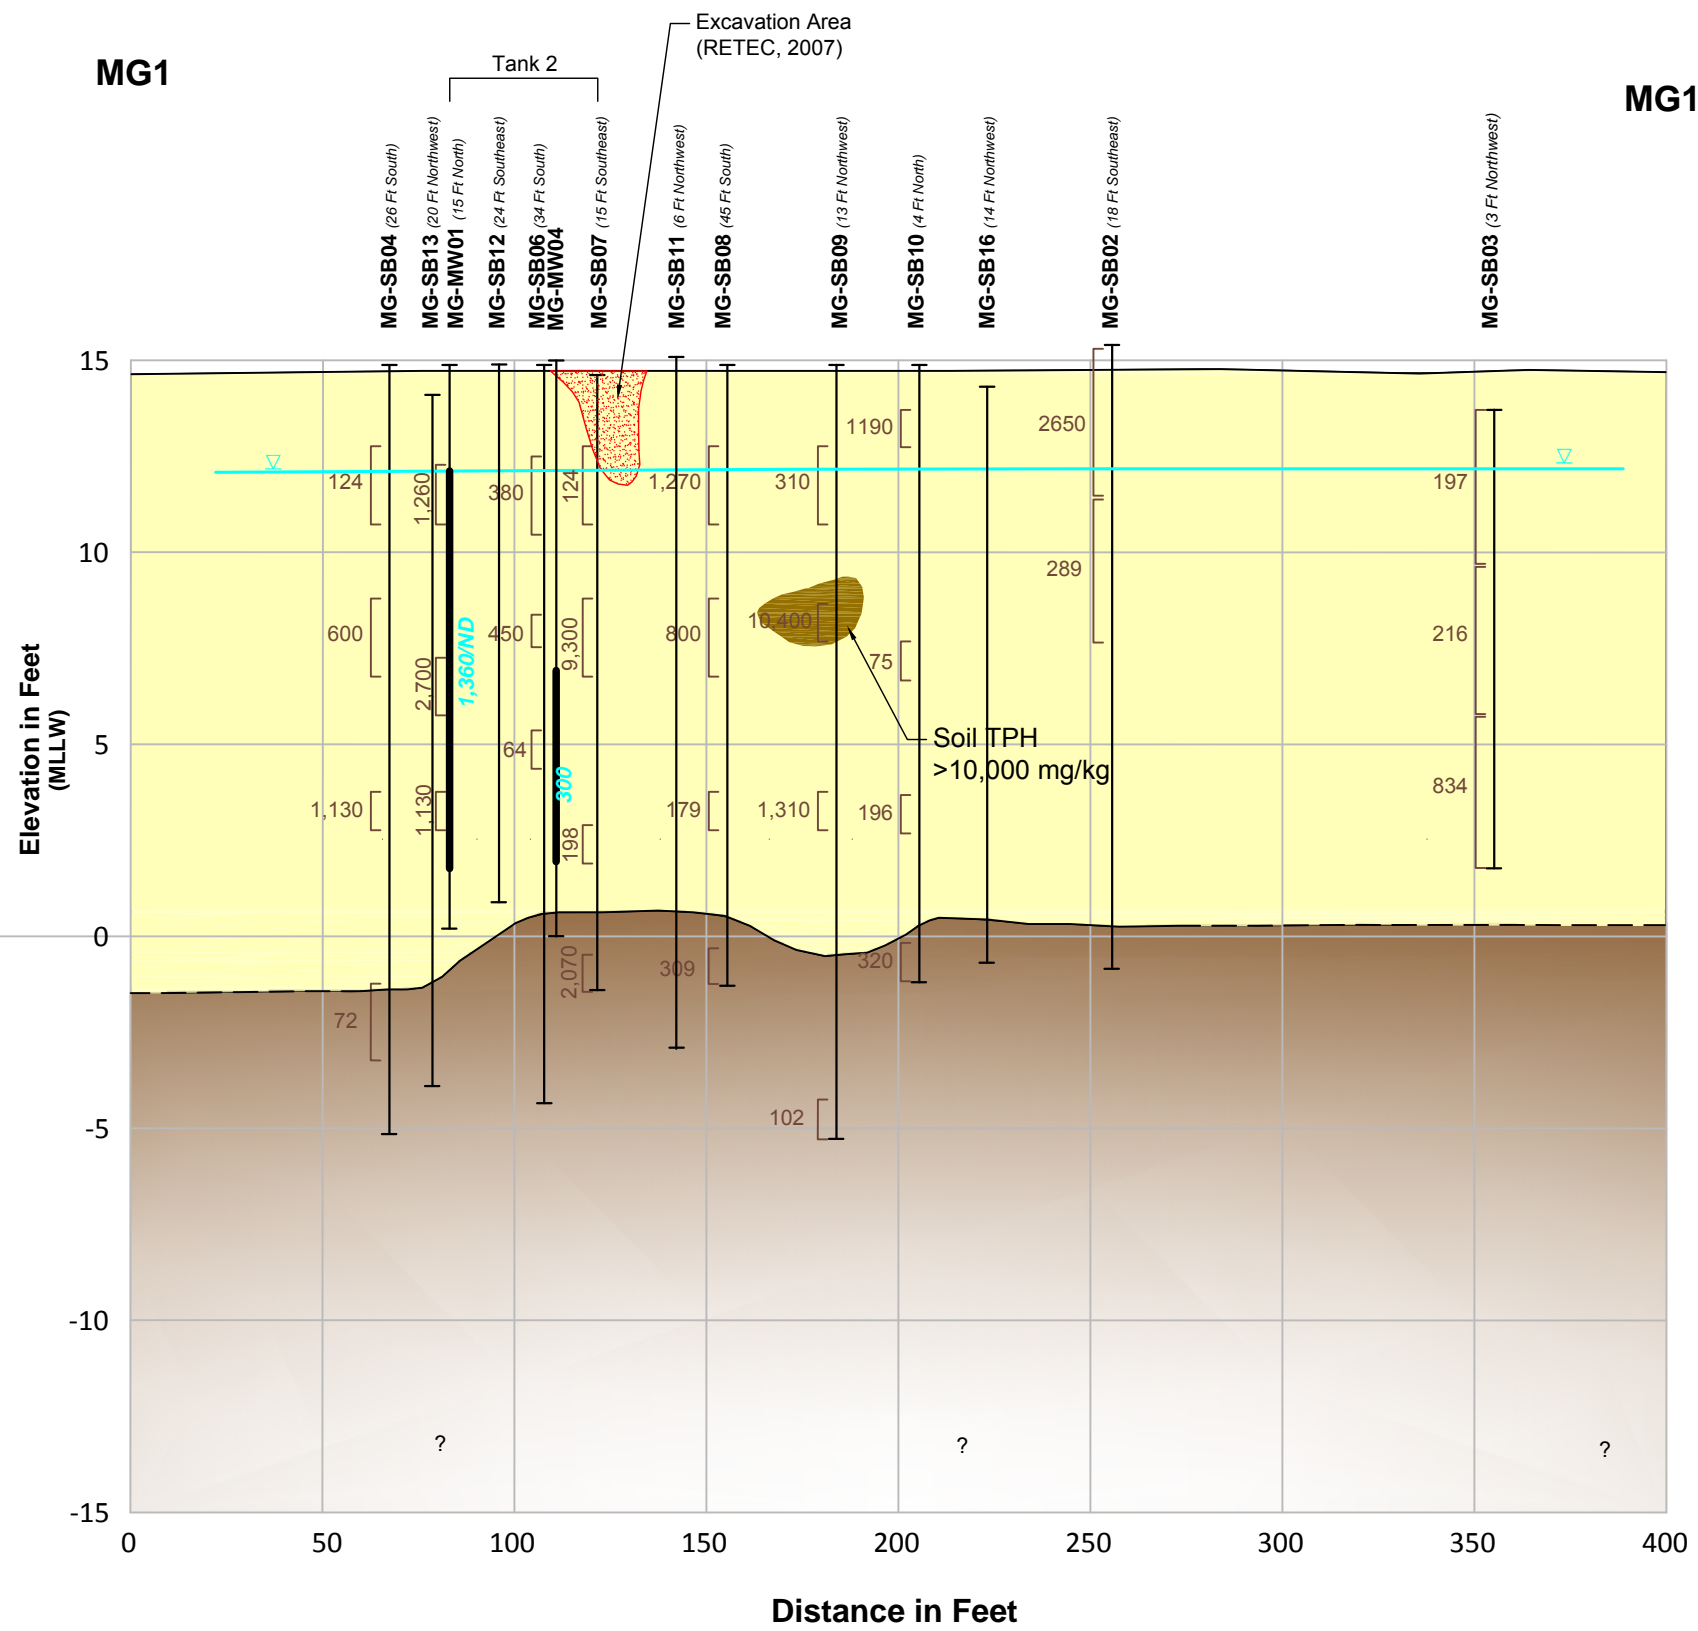 Excavation Area
(RETEC, 2007)
MG1
Tank 2
MG1
MG-SB04 (26 Ft South)
MG-SB13 (20 Ft Northwest)
MG-MW01 (15 Ft North)
MG-SB12 (24 Ft Southeast)
MG-SB06 (34 Ft South)
MG-MW04
MG-SB07 (15 Ft Southeast)
MG-SB11 (6 Ft Northwest)
MG-SB08 (45 Ft South)
MG-SB09 (13 Ft Northwest)
MG-SB10 (4 Ft North)
MG-SB16 (14 Ft Northwest)
MG-SB02 (18 Ft Southeast)
MG-SB03 (3 Ft Northwest)
15
1190
2650
124
1,260
380
124
1,270
310
197
10
289
600
2,700
1,360/ND
450
9,300
800
10,400
75
216
5
64
Soil TPH
>10,000 mg/kg
300
834
1,130
1,130
198
179
1,310
196
Elevation in Feet
(MLLW)
0
72
2,070
309
320
102
-5
-10
?
?
?
-15
0
50
100
150
200
250
300
350
400
Distance in Feet